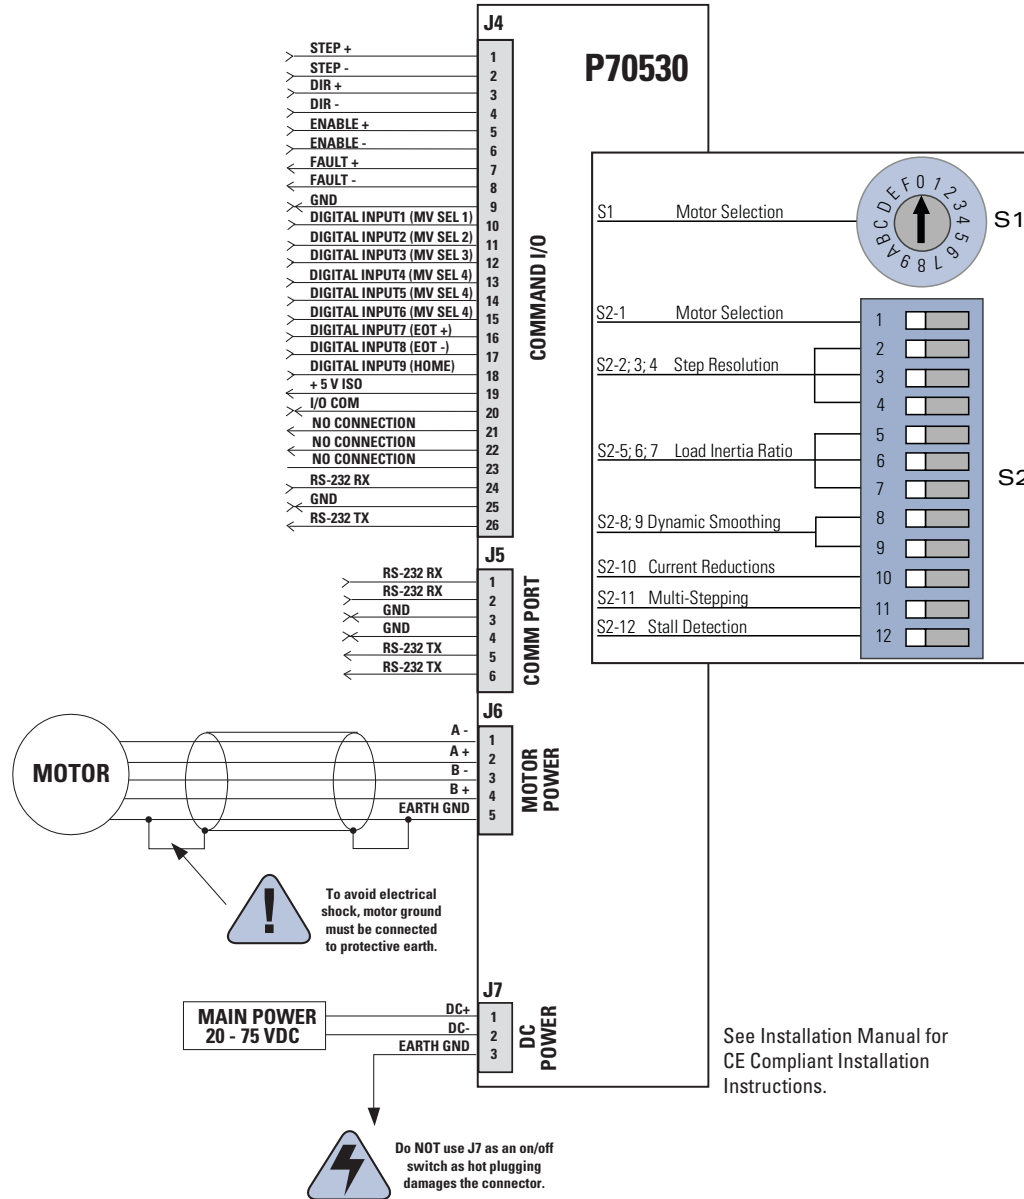 J4
P70530
STEP + 1
STEP - 2
DIR + 3
DIR - 4
ENABLE + 5
ENABLE - 6
FAULT + 7
FAULT - 8
GND 9
DIGITAL INPUT1 (MV SEL 1) 10
DIGITAL INPUT2 (MV SEL 2) 11
DIGITAL INPUT3 (MV SEL 3) 12
DIGITAL INPUT4 (MV SEL 4) 13
DIGITAL INPUT5 (MV SEL 4) 14
DIGITAL INPUT6 (MV SEL 4) 15
DIGITAL INPUT7 (EOT +) 16
DIGITAL INPUT8 (EOT -) 17
DIGITAL INPUT9 (HOME) 18
+ 5 V ISO 19
I/O COM 20
NO CONNECTION 21
NO CONNECTION 22
NO CONNECTION 23
RS-232 RX 24
GND 25
RS-232 TX 26
COMMAND I/O
S1 Motor Selection
0 1 2 3 4 5 6 7 8 9 A B C D E F
S1
S2-1 Motor Selection
S2-2; 3; 4 Step Resolution
S2-5; 6; 7 Load Inertia Ratio
S2-8; 9 Dynamic Smoothing
S2-10 Current Reductions
S2-11 Multi-Stepping
S2-12 Stall Detection
1
2
3
4
5
6
7
8
9
10
11
12
S2
J5
RS-232 RX 1
RS-232 RX 2
GND 3
GND 4
RS-232 TX 5
RS-232 TX 6
COMM PORT
J6
MOTOR
A - 1
A + 2
B - 3
B + 4
EARTH GND 5
MOTOR
POWER
!
To avoid electrical
shock, motor ground
must be connected
to protective earth.
J7
MAIN POWER
20 - 75 VDC
DC+ 1
DC- 2
EARTH GND 3
DC
POWER
See Installation Manual for
CE Compliant Installation
Instructions.
Do NOT use J7 as an on/off
switch as hot plugging
damages the connector.